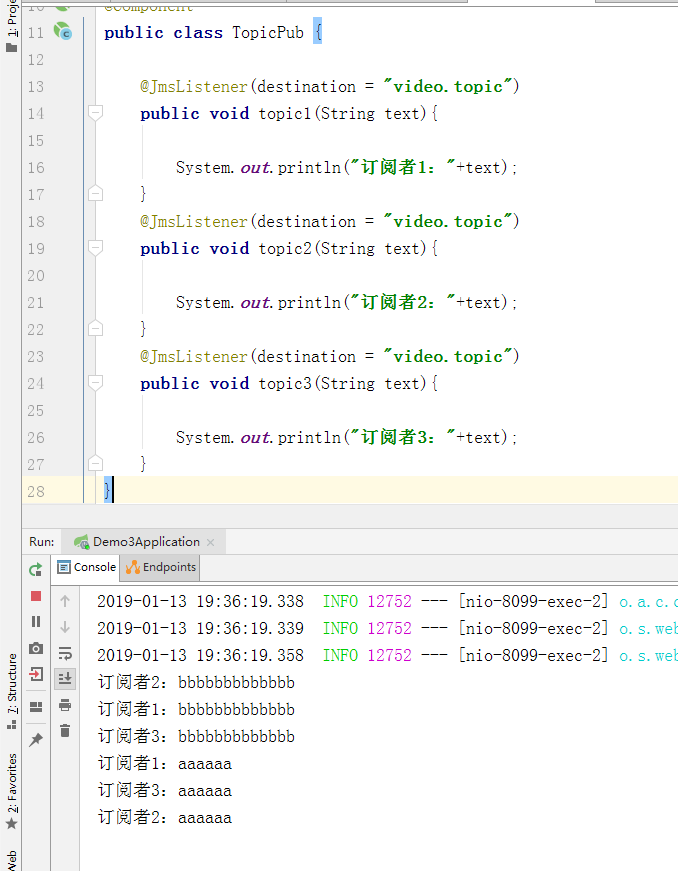 10 @Component
11 public class TopicPub {
12
13 @JmsListener(destination = "video.topic")
14 public void topic1(String text){
15
16 System.out.println("订阅者1: "+text);
17 }
18 @JmsListener(destination = "video.topic")
19 public void topic2(String text){
20
21 System.out.println("订阅者2: "+text);
22 }
23 @JmsListener(destination = "video.topic")
24 public void topic3(String text){
25
26 System.out.println("订阅者3: "+text);
27 }
28 }
1: Proje
7: Structure
2: Favorites
Web
Run: Demo3Application ×
Console Endpoints
2019-01-13 19:36:19.338 INFO 12752 --- [nio-8099-exec-2] o.a.c.c
2019-01-13 19:36:19.339 INFO 12752 --- [nio-8099-exec-2] o.s.web
2019-01-13 19:36:19.358 INFO 12752 --- [nio-8099-exec-2] o.s.web
订阅者2: bbbbbbbbbbbbb
订阅者1: bbbbbbbbbbbbb
订阅者3: bbbbbbbbbbbbb
订阅者1: aaaaaa
订阅者3: aaaaaa
订阅者2: aaaaaa